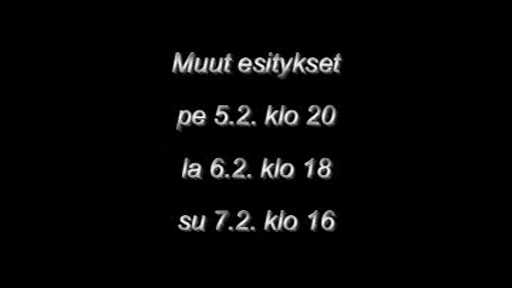 Muut esitykset
pe 5.2. klo 20
la 6.2. klo 18
su 7.2. klo 16